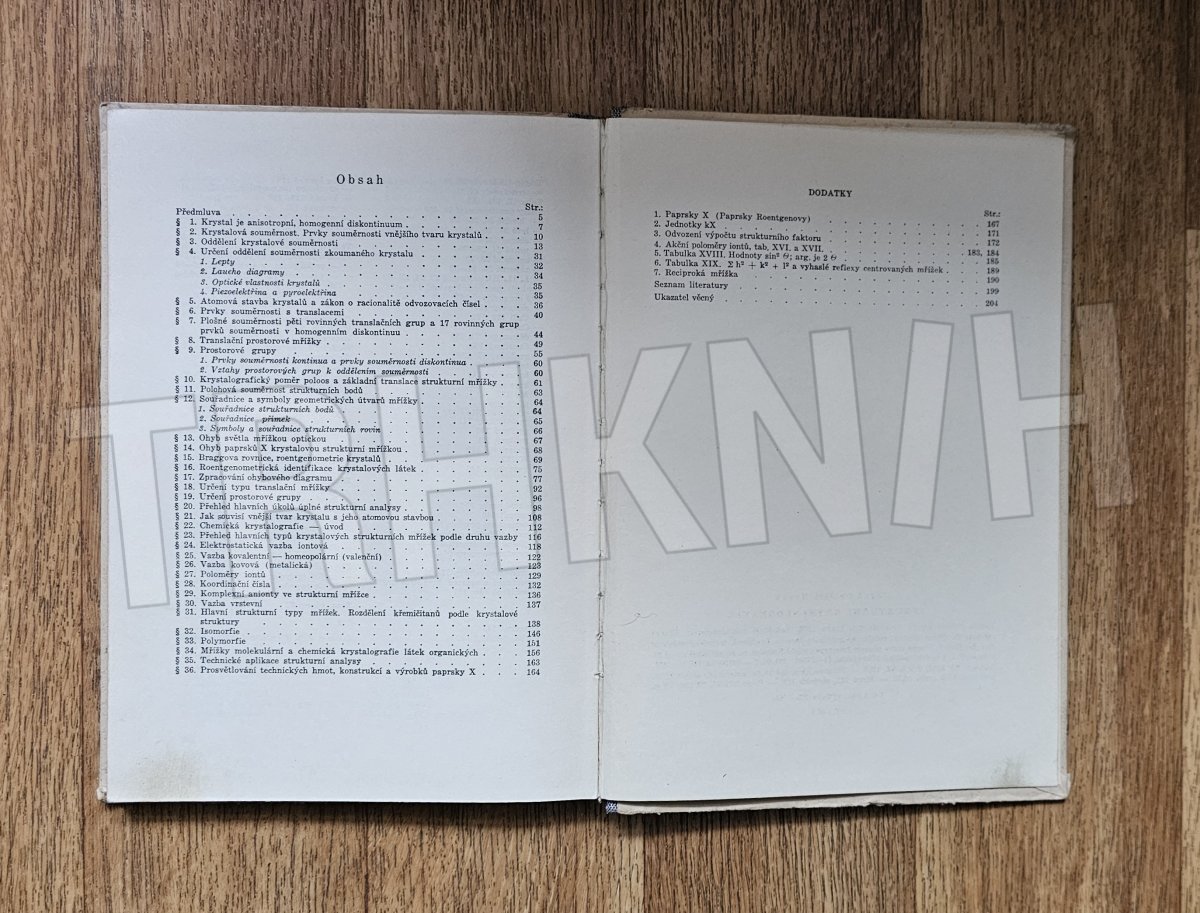 Obsah
Str.:
Předmluva 5
§ 1. Krystal je anisotropní, homogenní diskontinuum 7
§ 2. Krystalová souměrnost. Prvky souměrnosti vnějšího tvaru krystalů 10
§ 3. Oddělení krystalové souměrnosti 13
§ 4. Určení oddělení souměrnosti zkoumaného krystalu 31
1. Lepty 32
2. Laucho diagramy 34
3. Optické vlastnosti krystalů 35
4. Piezoelektřina a pyroelektřina 35
§ 5. Atomová stavba krystalů a zákon o racionalitě odvozovacích čísel 36
§ 6. Prvky souměrnosti s translacemi 40
§ 7. Plošné souměrnosti pěti rovinných translačních grup a 17 rovinných grup
prvků souměrnosti v homogenním diskontinuu 44
§ 8. Translační prostorové mřížky 49
§ 9. Prostorové grupy 55
1. Prvky souměrnosti kontinua a prvky souměrnosti diskontinua 60
2. Vztahy prostorových grup k oddělením souměrnosti 60
§ 10. Krystalografický poměr poloos a základní translace strukturní mřížky 61
§ 11. Polohová souměrnost strukturních bodů 63
§ 12. Souřadnice a symboly geometrických útvarů mřížky 64
1. Souřadnice strukturních bodů 64
2. Souřadnice přímek 65
3. Symboly a souřadnice strukturních rovin 66
§ 13. Ohyb světla mřížkou optickou 67
§ 14. Ohyb paprsků X krystalovou strukturní mřížkou 68
§ 15. Braggova rovnice, roentgenometrie krystalů 69
§ 16. Roentgenometrická identifikace krystalových látek 75
§ 17. Zpracování ohybového diagramu 77
§ 18. Určení typu translační mřížky 92
§ 19. Určení prostorové grupy 96
§ 20. Přehled hlavních úkolů úplné strukturní analysy 98
§ 21. Jak souvisí vnější tvar krystalu s jeho atomovou stavbou 108
§ 22. Chemická krystalografie — úvod 112
§ 23. Přehled hlavních typů krystalových strukturních mřížek podle druhu vazby 116
§ 24. Elektrostatická vazba iontová 118
§ 25. Vazba kovalentní — homeopolární (valenční) 122
§ 26. Vazba kovová (metalická) 123
§ 27. Poloměry iontů 129
§ 28. Koordinační čísla 132
§ 29. Komplexní anionty ve strukturní mřížce 136
§ 30. Vazba vrstevní 137
§ 31. Hlavní strukturní typy mřížek. Rozdělení křemičitanů podle krystalové
struktury 138
§ 32. Isomorfie 146
§ 33. Polymorfie 151
§ 34. Mřížky molekulární a chemická krystalografie látek organických 156
§ 35. Technické aplikace strukturní analysy 163
§ 36. Prosvětlování technických hmot, konstrukcí a výrobků paprsky X 164
DODATKY
Str.:
1. Paprsky X (Paprsky Roentgenovy) 167
2. Jednotky kX 171
3. Odvození výpočtu strukturního faktoru 172
4. Akční poloměry iontů, tab. XVI. a XVII. 183, 184
5. Tabulka XVIII. Hodnoty sin² Θ; arg. je 2 Θ 185
6. Tabulka XIX. Σ h² + k² + l² a vyhaslé reflexy centrovaných mřížek 189
7. Reciproká mřížka 190
Seznam literatury 199
Ukazatel věcný 204
TRHKNIH